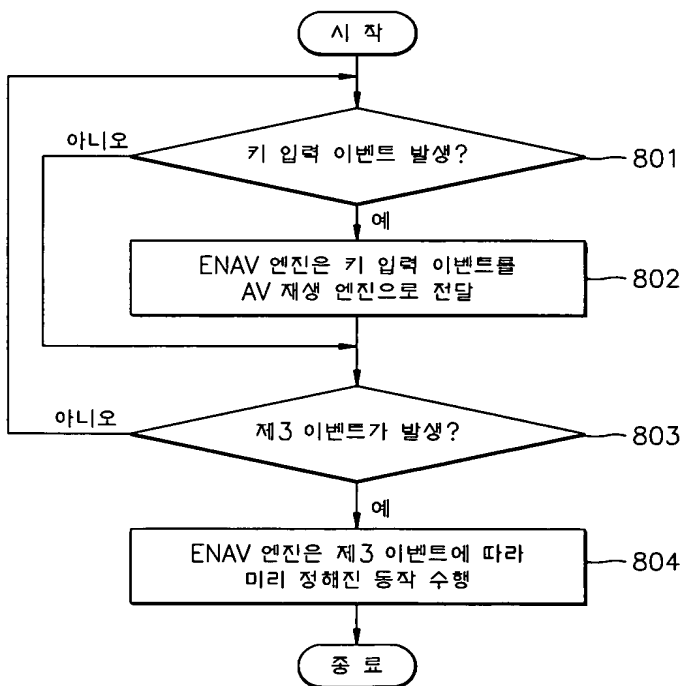 시 작
아니오
키 입력 이벤트 발생?
801
예
ENAV 엔진은 키 입력 이벤트를
AV 재생 엔진으로 전달
802
아니오
제3 이벤트가 발생?
803
예
ENAV 엔진은 제3 이벤트에 따라
미리 정해진 동작 수행
804
종 료